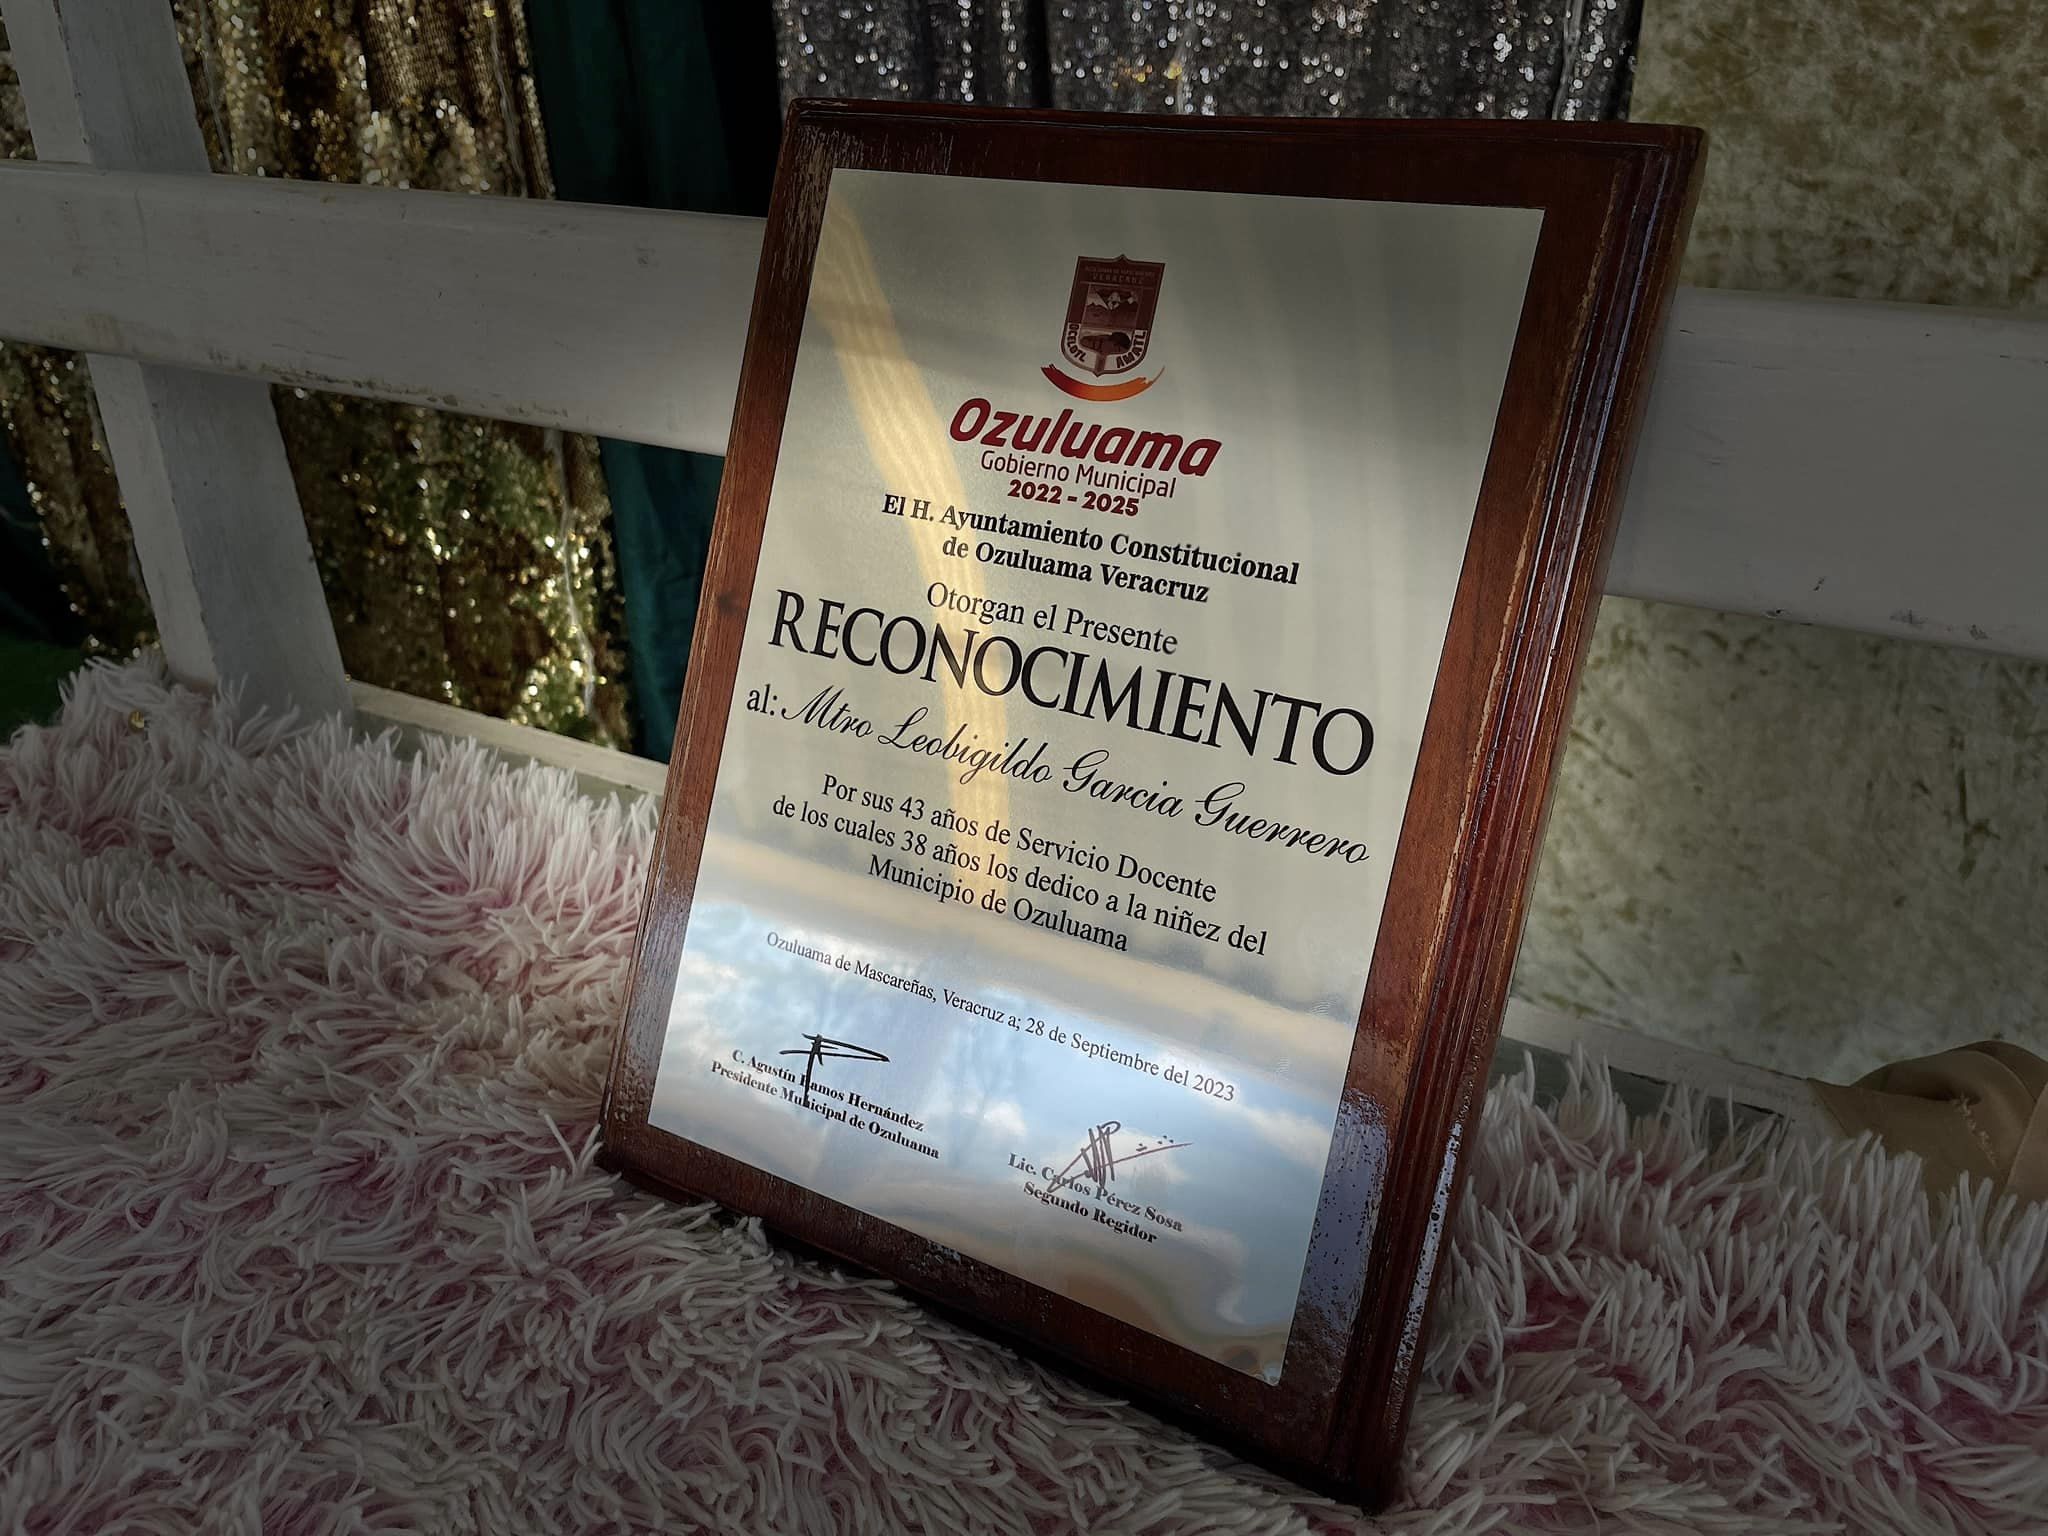 VERACRUZ
OCELOTL AMATL
Ozuluama
Gobierno Municipal
2022 - 2025
El H. Ayuntamiento Constitucional
de Ozuluama Veracruz
Otorgan el Presente
RECONOCIMIENTO
al: Mtro Leobigildo Garcia Guerrero
Por sus 43 años de Servicio Docente
de los cuales 38 años los dedico a la niñez del
Municipio de Ozuluama
Ozuluama de Mascareñas, Veracruz a; 28 de Septiembre del 2023
C. Agustín Ramos Hernández
Presidente Municipal de Ozuluama
Lic. Carlos Pérez Sosa
Segundo Regidor